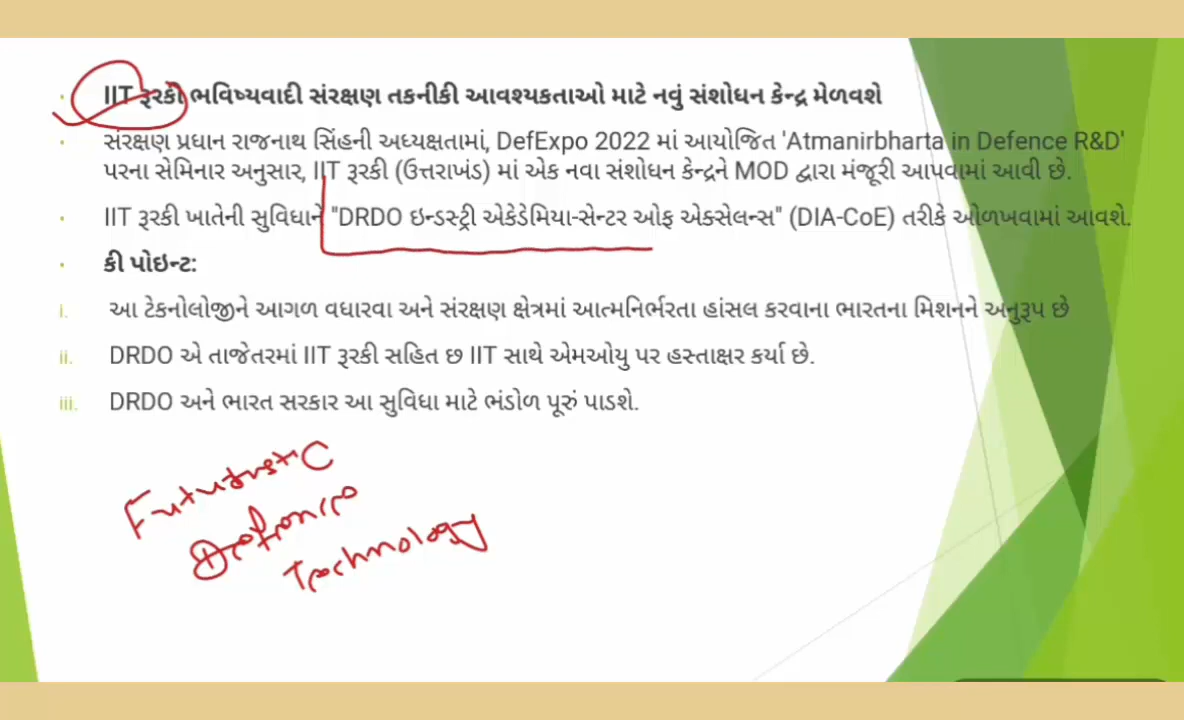 · IIT રૂરકી ભવિષ્યવાદી સંરક્ષણ તકનીકી આવશ્યકતાઓ માટે નવું સંશોધન કેન્દ્ર મેળવશે
· સંરક્ષણ પ્રધાન રાજનાથ સિંહની અધ્યક્ષતામાં, DefExpo 2022 માં આયોજિત 'Atmanirbharta in Defence R&D'
પરના સેમિનાર અનુસાર, IIT રૂરકી (ઉત્તરાખંડ) માં એક નવા સંશોધન કેન્દ્રને MOD દ્વારા મંજૂરી આપવામાં આવી છે.
· IIT રૂરકી ખાતેની સુવિધાને "DRDO ઇન્ડસ્ટ્રી એકેડેમિયા-સેન્ટર ઓફ એક્સેલન્સ" (DIA-CoE) તરીકે ઓળખવામાં આવશે.
· કી પોઇન્ટ:
i. આ ટેકનોલોજીને આગળ વધારવા અને સંરક્ષણ ક્ષેત્રમાં આત્મનિર્ભરતા હાંસલ કરવાના ભારતના મિશનને અનુરૂપ છે
ii. DRDO એ તાજેતરમાં IIT રૂરકી સહિત છ IIT સાથે એમઓયુ પર હસ્તાક્ષર કર્યા છે.
iii. DRDO અને ભારત સરકાર આ સુવિધા માટે ભંડોળ પૂરું પાડશે.
Futuristic
Defence
Technology